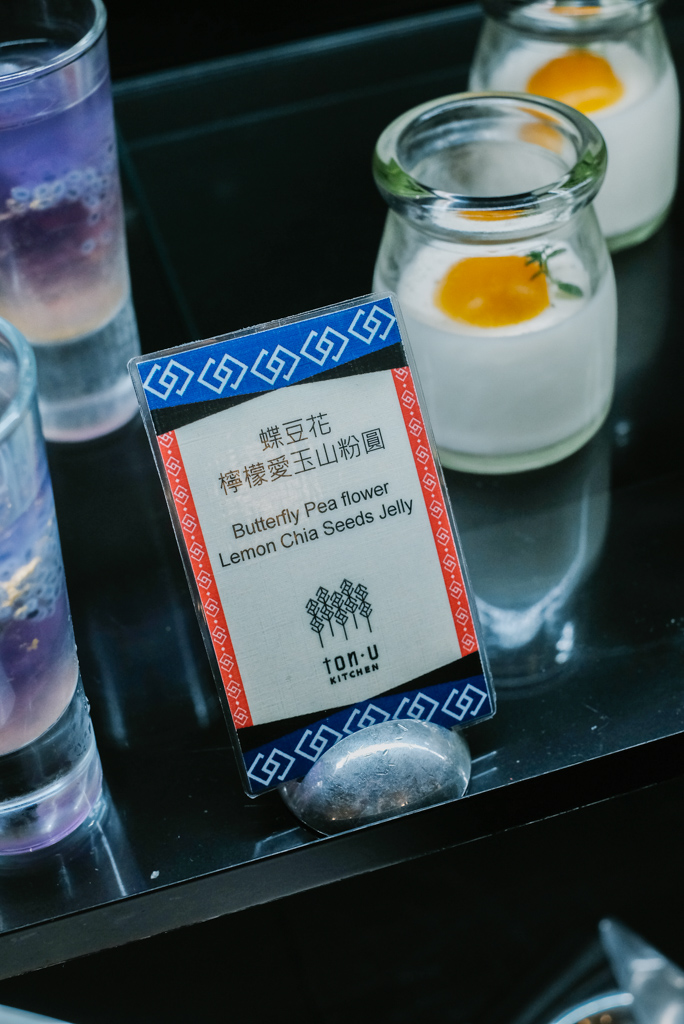 蝶豆花
檸檬愛玉山粉圓
Butterfly Pea flower
Lemon Chia Seeds Jelly
ton·u
KITCHEN